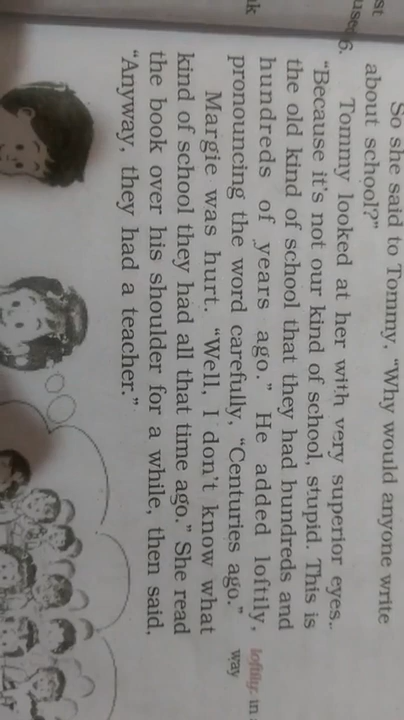 So she said to Tommy, "Why would anyone write
about school?"
6.
Tommy looked at her with very superior eyes..
"Because it's not our kind of school, stupid. This is
the old kind of school that they had hundreds and
hundreds of years ago." He added loftily,
pronouncing the word carefully, "Centuries ago."
Margie was hurt. "Well, I don't know what
kind of school they had all that time ago." She read
the book over his shoulder for a while, then said,
"Anyway, they had a teacher."
loftily: in
way